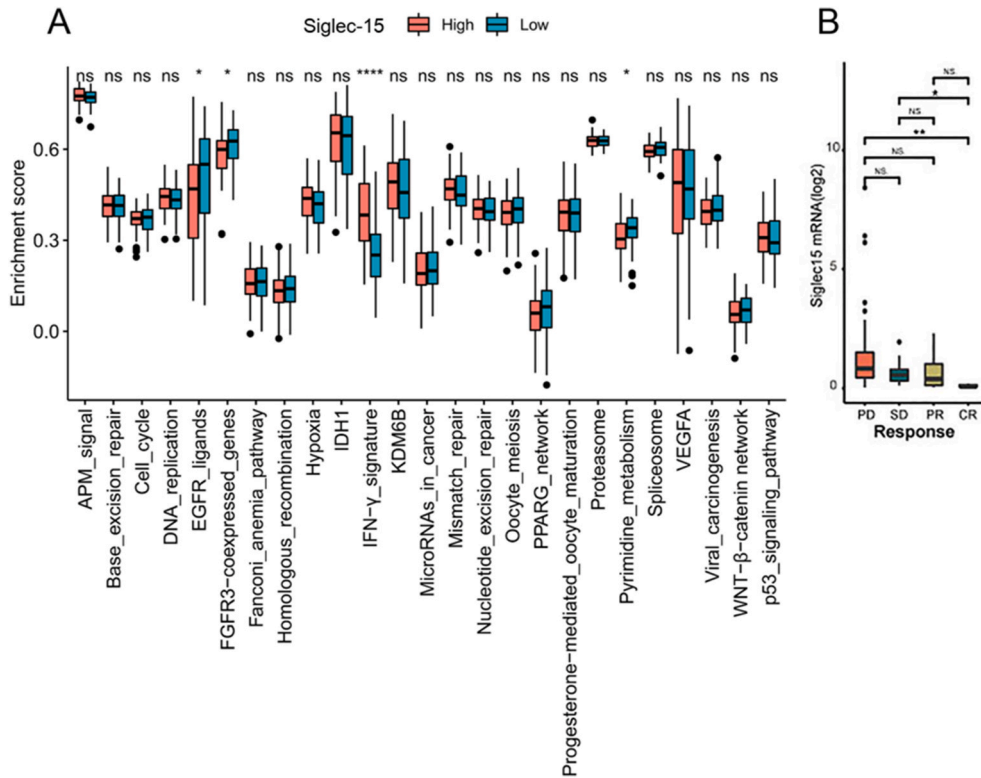 A
Siglec-15 High Low
ns ns ns ns * * ns ns ns ns **** ns ns ns ns ns ns ns ns * ns ns ns ns ns
Enrichment score
0.6
0.3
0.0
APM_signal
Base_excision_repair
Cell_cycle
DNA_replication
EGFR_ligands
FGFR3-coexpressed_genes
Fanconi_anemia_pathway
Homologous_recombination
Hypoxia
IDH1
IFN-γ_signature
KDM6B
MicroRNAs_in_cancer
Mismatch_repair
Nucleotide_excision_repair
Oocyte_meiosis
PPARG_network
Progesterone-mediated_oocyte_maturation
Proteasome
Pyrimidine_metabolism
Spliceosome
VEGFA
Viral_carcinogenesis
WNT-β-catenin network
p53_signaling_pathway
B
NS
*
NS
**
NS
NS
Siglec15 mRNA(log2)
10
5
0
PD SD PR CR
Response